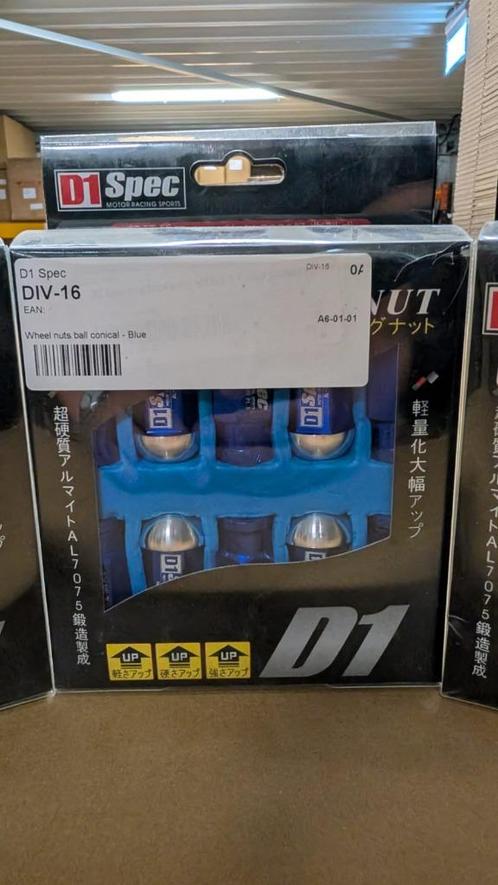 D1 Spec
MOTOR RACING SPORTS
D1 Spec
DIV-16
DIV-16
EAN:
A6-01-01
Wheel nuts ball conical - Blue
NUT
グナット
D1
D1
超硬質アルマイトAL7075鍛造製成
軽量化大幅アップ
UP
軽さアップ
UP
硬さアップ
UP
強さアップ
D1